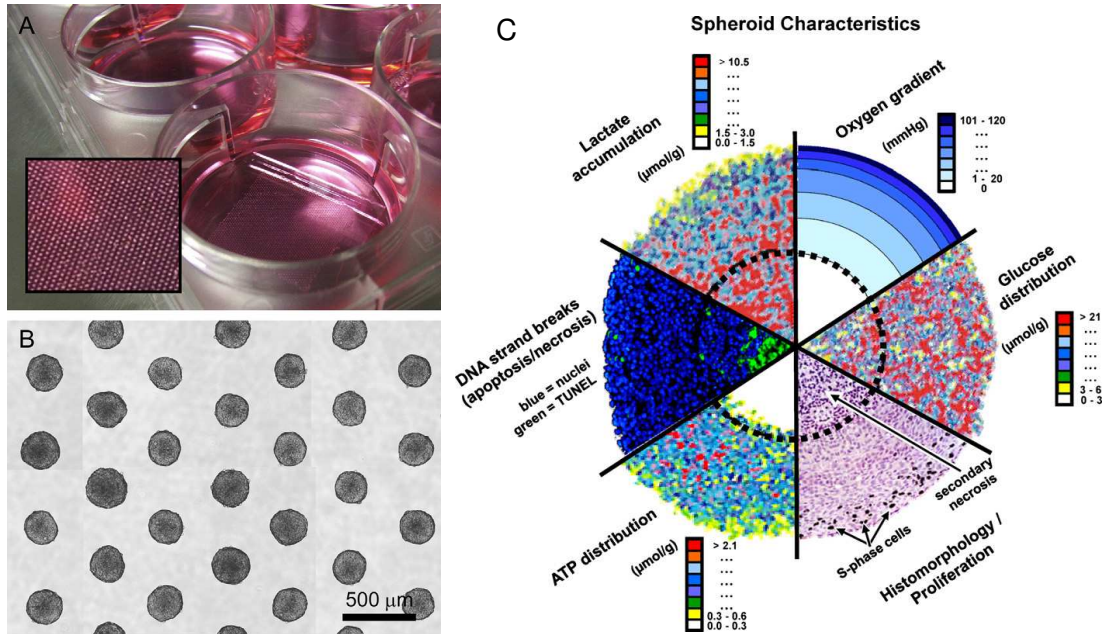 A
B
500 μm
C
Spheroid Characteristics
Lactate
accumulation
(μmol/g)
> 10.5
...
...
...
...
...
1.5 - 3.0
0.0 - 1.5
Oxygen gradient
(mmHg)
101 - 120
...
...
...
...
1 - 20
0
Glucose
distribution
(μmol/g)
> 21
...
...
...
...
...
3 - 6
0 - 3
DNA strand breaks
(apoptosis/necrosis)
blue = nuclei
green = TUNEL
ATP distribution
(μmol/g)
> 2.1
...
...
...
...
...
0.3 - 0.6
0.0 - 0.3
secondary
necrosis
S-phase cells
Histomorphology /
Proliferation